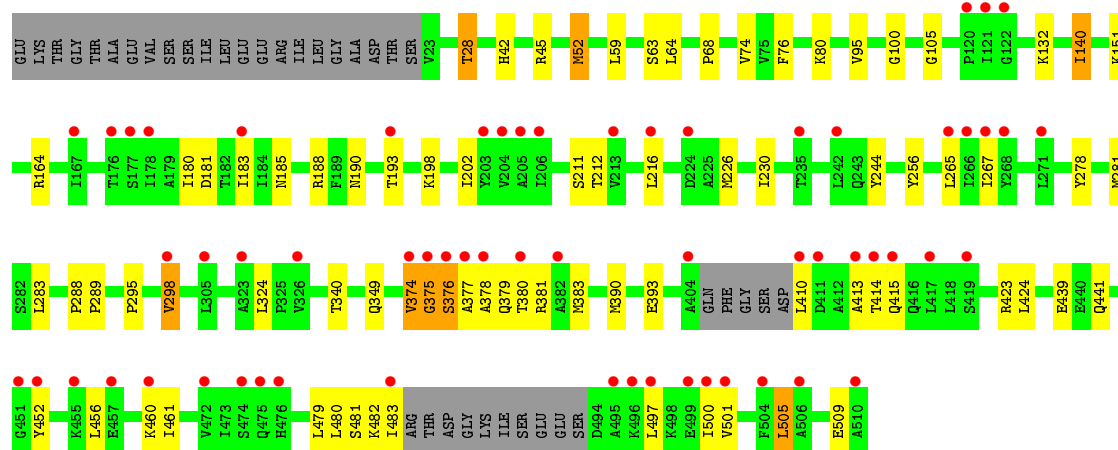 GLU LYS THR GLY THR THR ALA GLU VAL SER SER ILE LEU GLU GLU ARG ILE LEU GLY ALA ASP THR SER V23 T28 H42 R45 M52 L59 S63 L64 P68 V74 V75 F76 K80 V95 G100 G105 P120 I121 G122 K132 I140 K151
R164 I167 T176 S177 I178 A179 I180 D181 T182 I183 I184 N185 R188 F189 N190 T193 K198 I202 Y203 V204 A205 I206 S211 T212 V213 L216 D224 A225 M226 I230 T235 L242 Q243 Y244 Y256 L265 I266 I267 Y268 L271 Y278 M281
S282 L283 P288 P289 P295 V298 L305 A323 L324 P325 V326 T340 Q349 V374 G375 S376 A377 A378 Q379 T380 R381 A382 M383 M390 E393 A404 GLN PHE GLY SER ASP L410 D411 A412 A413 T414 Q415 Q416 L417 L418 S419 R423 L424 E439 E440 Q441
G451 Y452 K455 L456 E457 K460 I461 V472 I473 S474 Q475 H476 L479 L480 S481 K482 I483 ARG THR ASP GLY LYS ILE SER GLU GLU SER D494 A495 K496 L497 K498 E499 I500 V501 F504 L505 A506 E509 A510